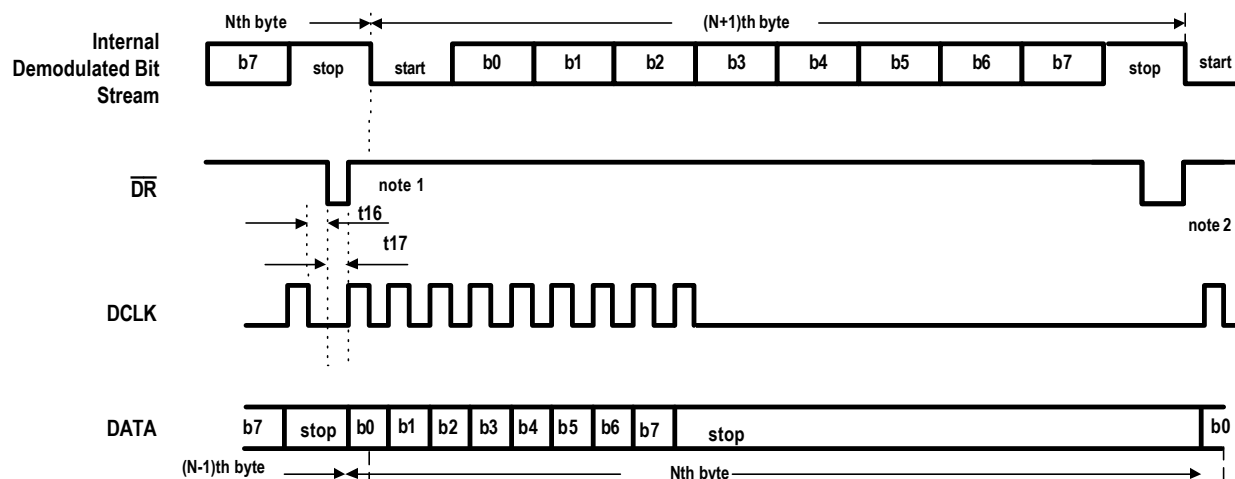 Nth byte (N+1)th byte
Internal
Demodulated Bit
Stream
b7 stop start b0 b1 b2 b3 b4 b5 b6 b7 stop start
DR note 1
t16
note 2
t17
DCLK
DATA b7 stop b0 b1 b2 b3 b4 b5 b6 b7 stop b0
(N-1)th byte Nth byte